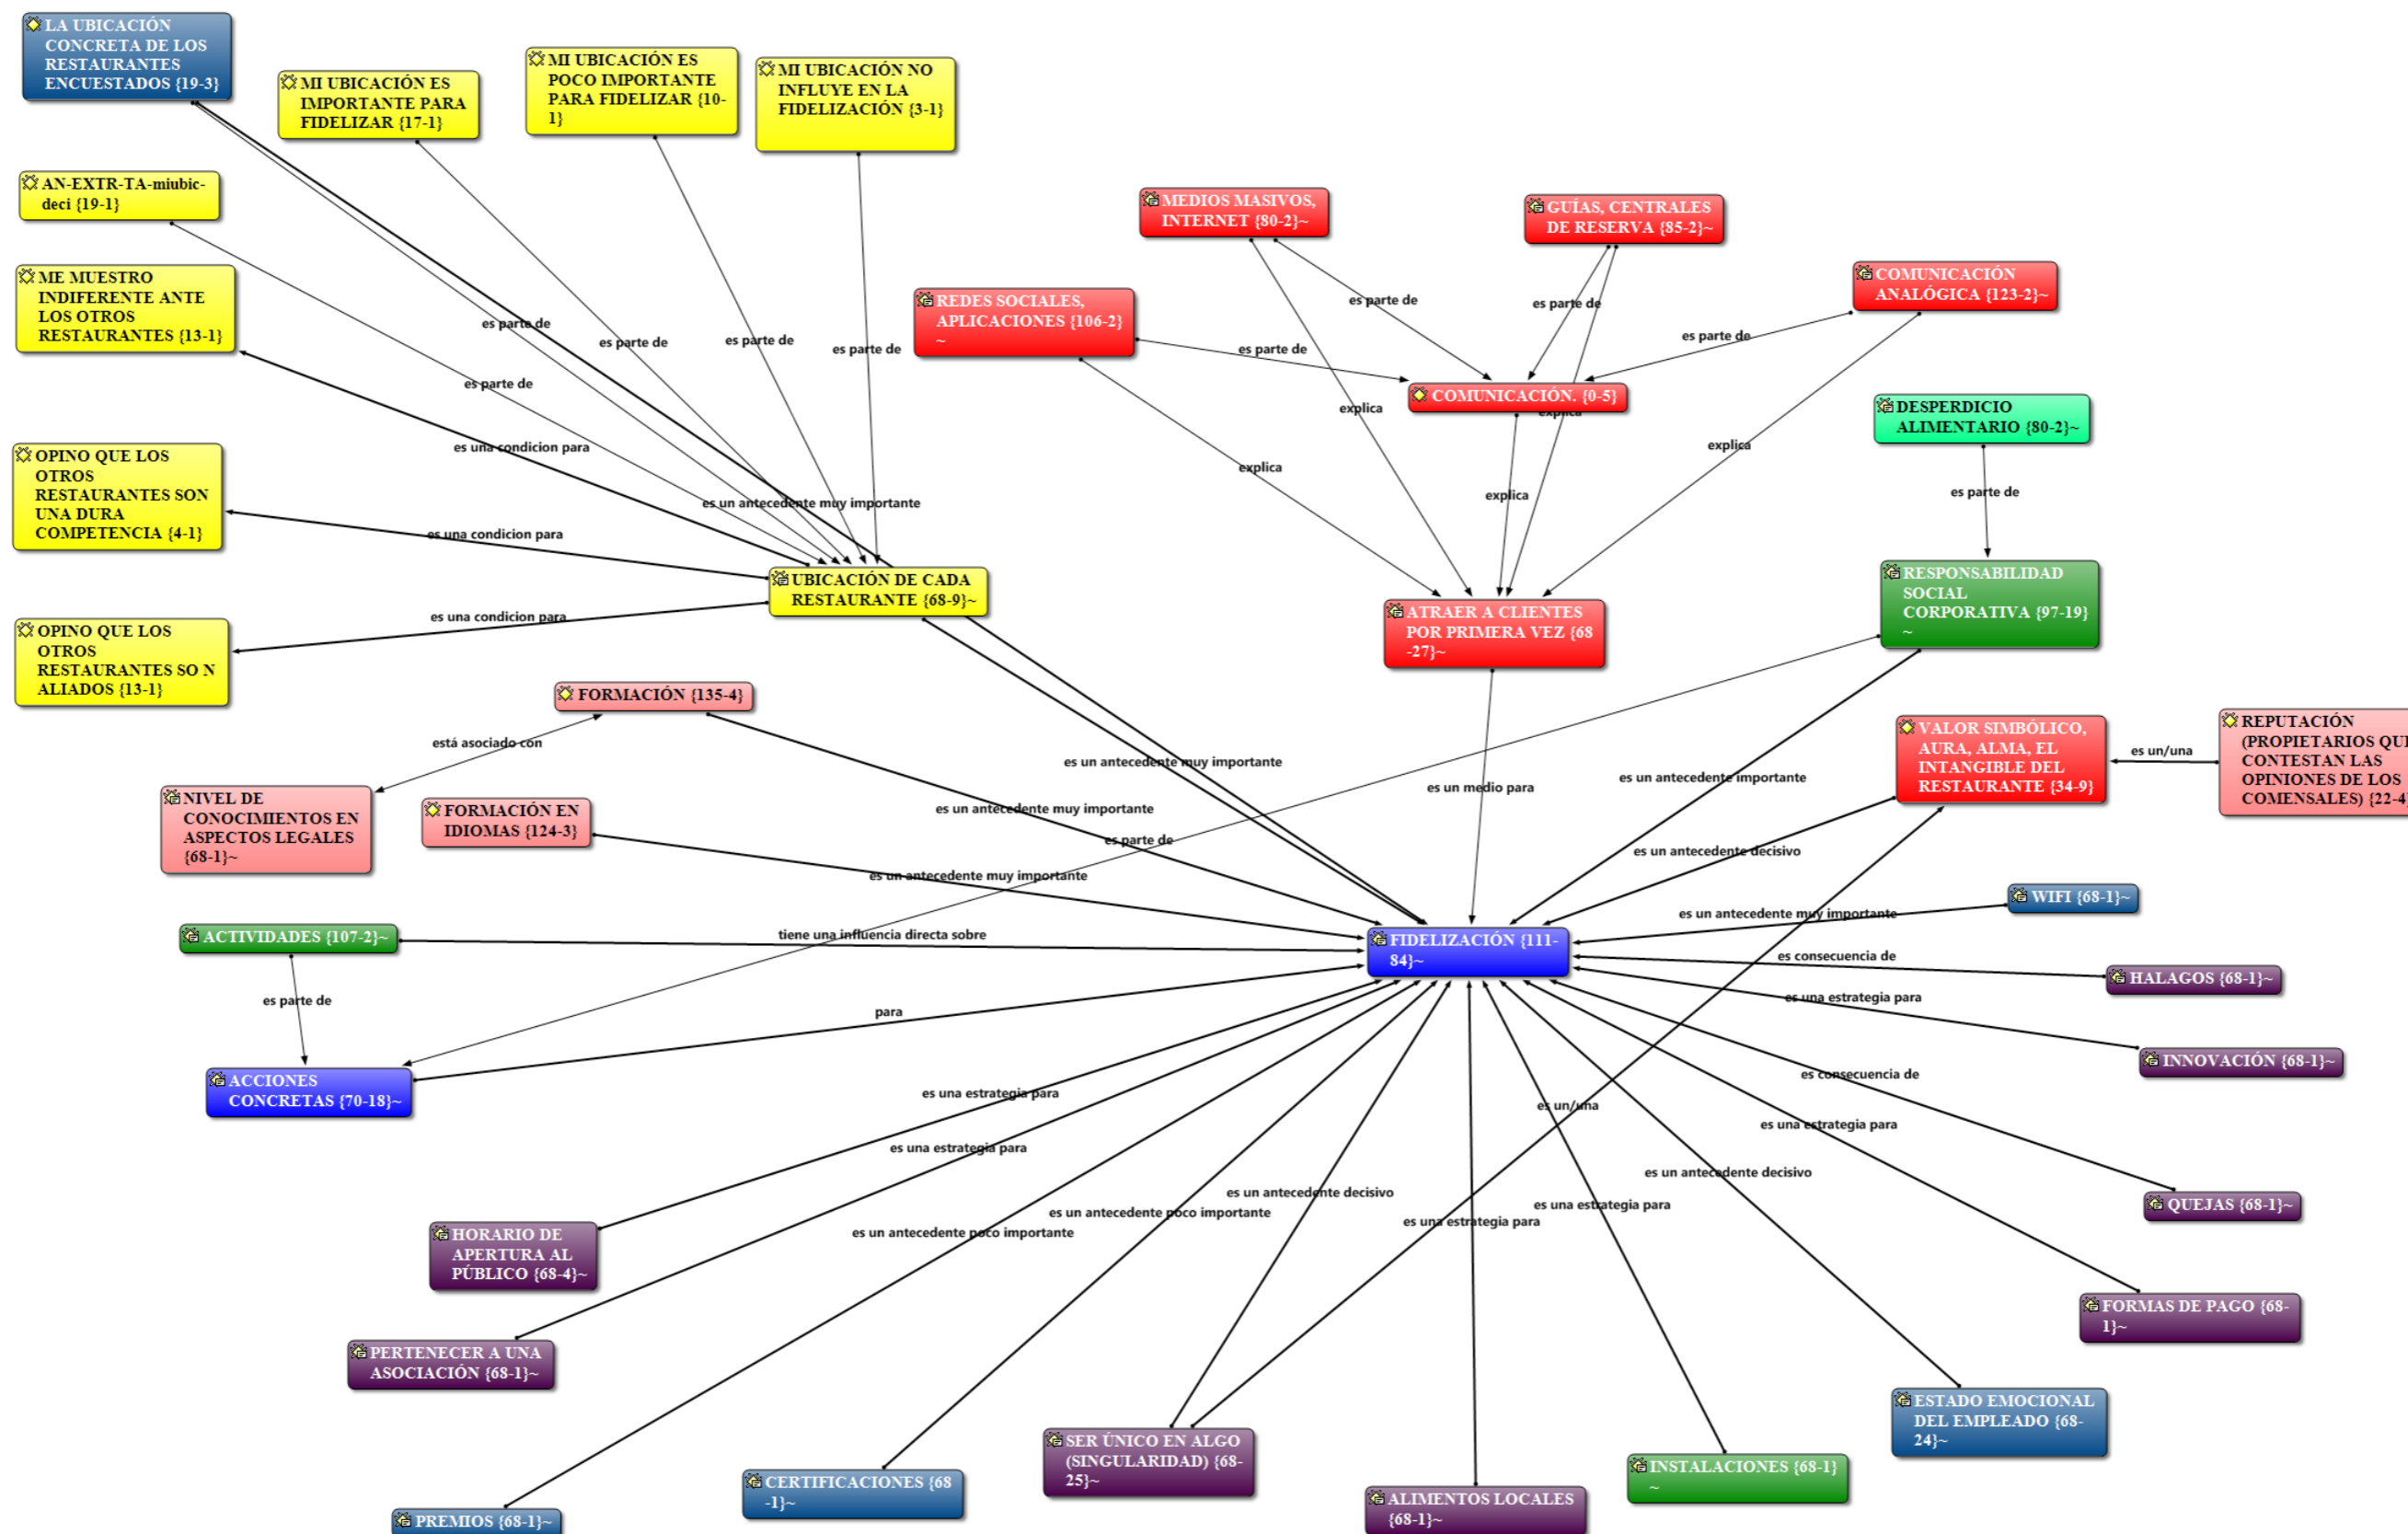 LA UBICACIÓN
CONCRETA DE LOS
RESTAURANTES
ENCUESTADOS {19-3}
MI UBICACIÓN ES
IMPORTANTE PARA
FIDELIZAR {17-1}
MI UBICACIÓN ES
POCO IMPORTANTE
PARA FIDELIZAR {10-
1}
MI UBICACIÓN NO
INFLUYE EN LA
FIDELIZACIÓN {3-1}
AN-EXTR-TA-miubic-
deci {19-1}
ME MUESTRO
INDIFERENTE ANTE
LOS OTROS
RESTAURANTES {13-1}
OPINO QUE LOS
OTROS
RESTAURANTES SON
UNA DURA
COMPETENCIA {4-1}
OPINO QUE LOS
OTROS
RESTAURANTES SO N
ALIADOS {13-1}
es parte de
es parte de
es parte de
es parte de
es parte de
es una condicion para
es un antecedente muy importante
es una condicion para
es una condicion para
UBICACIÓN DE CADA
RESTAURANTE {68-9}~
MEDIOS MASIVOS,
INTERNET {80-2}~
GUÍAS, CENTRALES
DE RESERVA {85-2}~
REDES SOCIALES,
APLICACIONES {106-2}
~
COMUNICACIÓN
ANALÓGICA {123-2}~
es parte de
es parte de
es parte de
es parte de
COMUNICACIÓN. {0-5}
explica
explica
explica
explica
explica
DESPERDICIO
ALIMENTARIO {80-2}~
es parte de
RESPONSABILIDAD
SOCIAL
CORPORATIVA {97-19}
~
ATRAER A CLIENTES
POR PRIMERA VEZ {68
-27}~
FORMACIÓN {135-4}
está asociado con
NIVEL DE
CONOCIMIENTOS EN
ASPECTOS LEGALES
{68-1}~
FORMACIÓN EN
IDIOMAS {124-3}
es un antecedente muy importante
es un antecedente muy importante
es parte de
es un antecedente muy importante
es un medio para
es un antecedente importante
VALOR SIMBÓLICO,
AURA, ALMA, EL
INTANGIBLE DEL
RESTAURANTE {34-9}
es un/una
REPUTACIÓN
(PROPIETARIOS QUE
CONTESTAN LAS
OPINIONES DE LOS
COMENSALES) {22-4}
es un antecedente decisivo
WIFI {68-1}~
es un antecedente muy importante
ACTIVIDADES {107-2}~
tiene una influencia directa sobre
FIDELIZACIÓN {111-
84}~
es consecuencia de
HALAGOS {68-1}~
es parte de
para
es una estrategia para
INNOVACIÓN {68-1}~
ACCIONES
CONCRETAS {70-18}~
es una estrategia para
es un/una
es consecuencia de
es una estrategia para
es una estrategia para
es un antecedente decisivo
es un antecedente decisivo
QUEJAS {68-1}~
es un antecedente poco importante
es un antecedente poco importante
es una estrategia para
es una estrategia para
HORARIO DE
APERTURA AL
PÚBLICO {68-4}~
FORMAS DE PAGO {68-
1}~
PERTENECER A UNA
ASOCIACIÓN {68-1}~
ESTADO EMOCIONAL
DEL EMPLEADO {68-
24}~
SER ÚNICO EN ALGO
(SINGULARIDAD) {68-
25}~
INSTALACIONES {68-1}
~
CERTIFICACIONES {68
-1}~
ALIMENTOS LOCALES
{68-1}~
PREMIOS {68-1}~